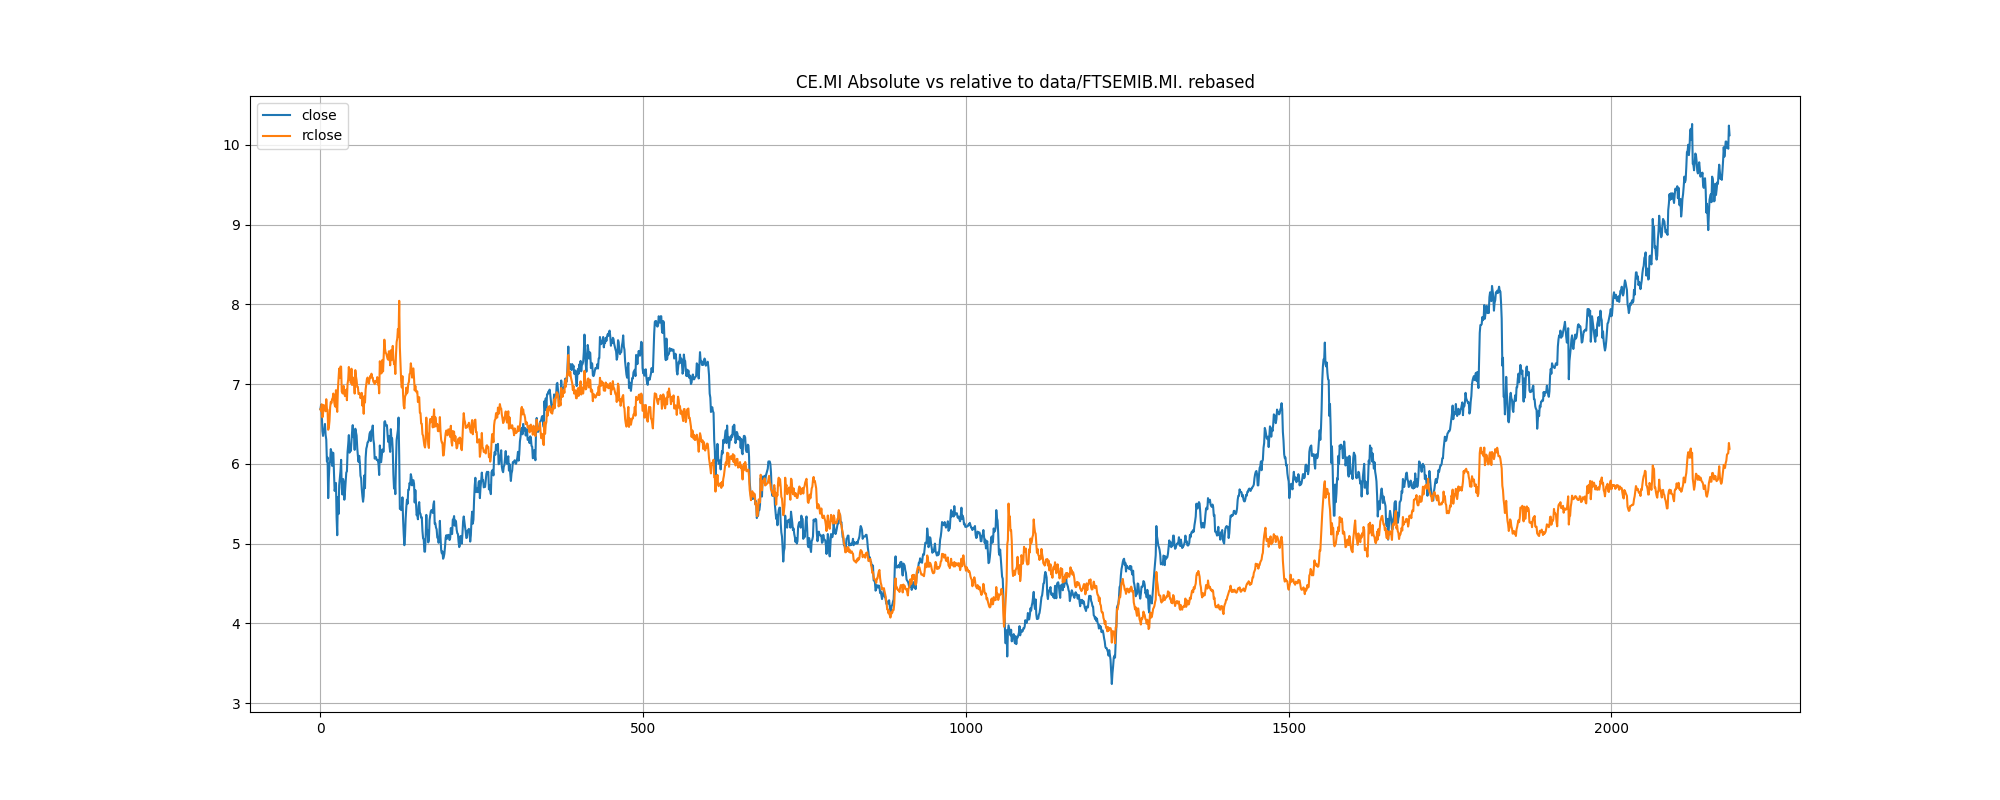 CE.MI Absolute vs relative to data/FTSEMIB.MI. rebased
close
rclose
10
9
8
7
6
5
4
3
0 500 1000 1500 2000